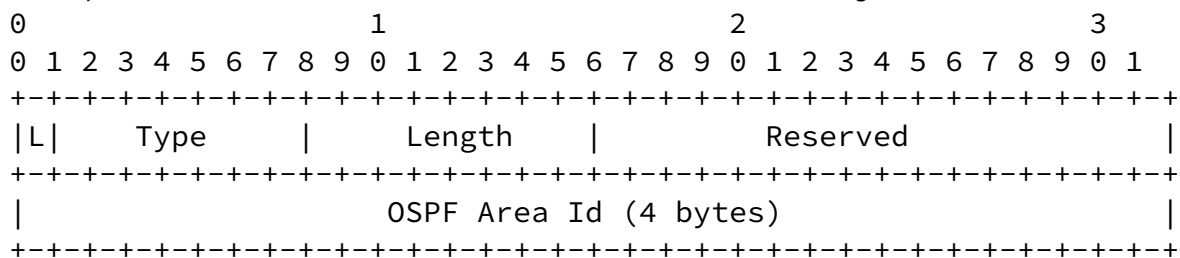 0                   1                   2                   3
0 1 2 3 4 5 6 7 8 9 0 1 2 3 4 5 6 7 8 9 0 1 2 3 4 5 6 7 8 9 0 1
+-+-+-+-+-+-+-+-+-+-+-+-+-+-+-+-+-+-+-+-+-+-+-+-+-+-+-+-+-+-+-+-+
|L|    Type     |     Length    |         Reserved              |
+-+-+-+-+-+-+-+-+-+-+-+-+-+-+-+-+-+-+-+-+-+-+-+-+-+-+-+-+-+-+-+-+
|                    OSPF Area Id (4 bytes)                     |
+-+-+-+-+-+-+-+-+-+-+-+-+-+-+-+-+-+-+-+-+-+-+-+-+-+-+-+-+-+-+-+-+